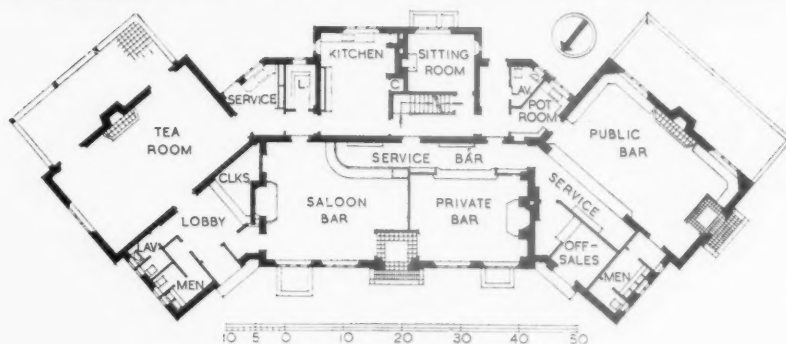 KITCHEN
SITTING
ROOM
SERVICE
L
C
LAV
POT
ROOM
TEA
ROOM
PUBLIC
BAR
SERVICE BAR
CLKS
SALOON
BAR
PRIVATE
BAR
SERVICE
LOBBY
OFF-
SALES
LAV
MEN
MEN
10 5 0 10 20 30 40 50